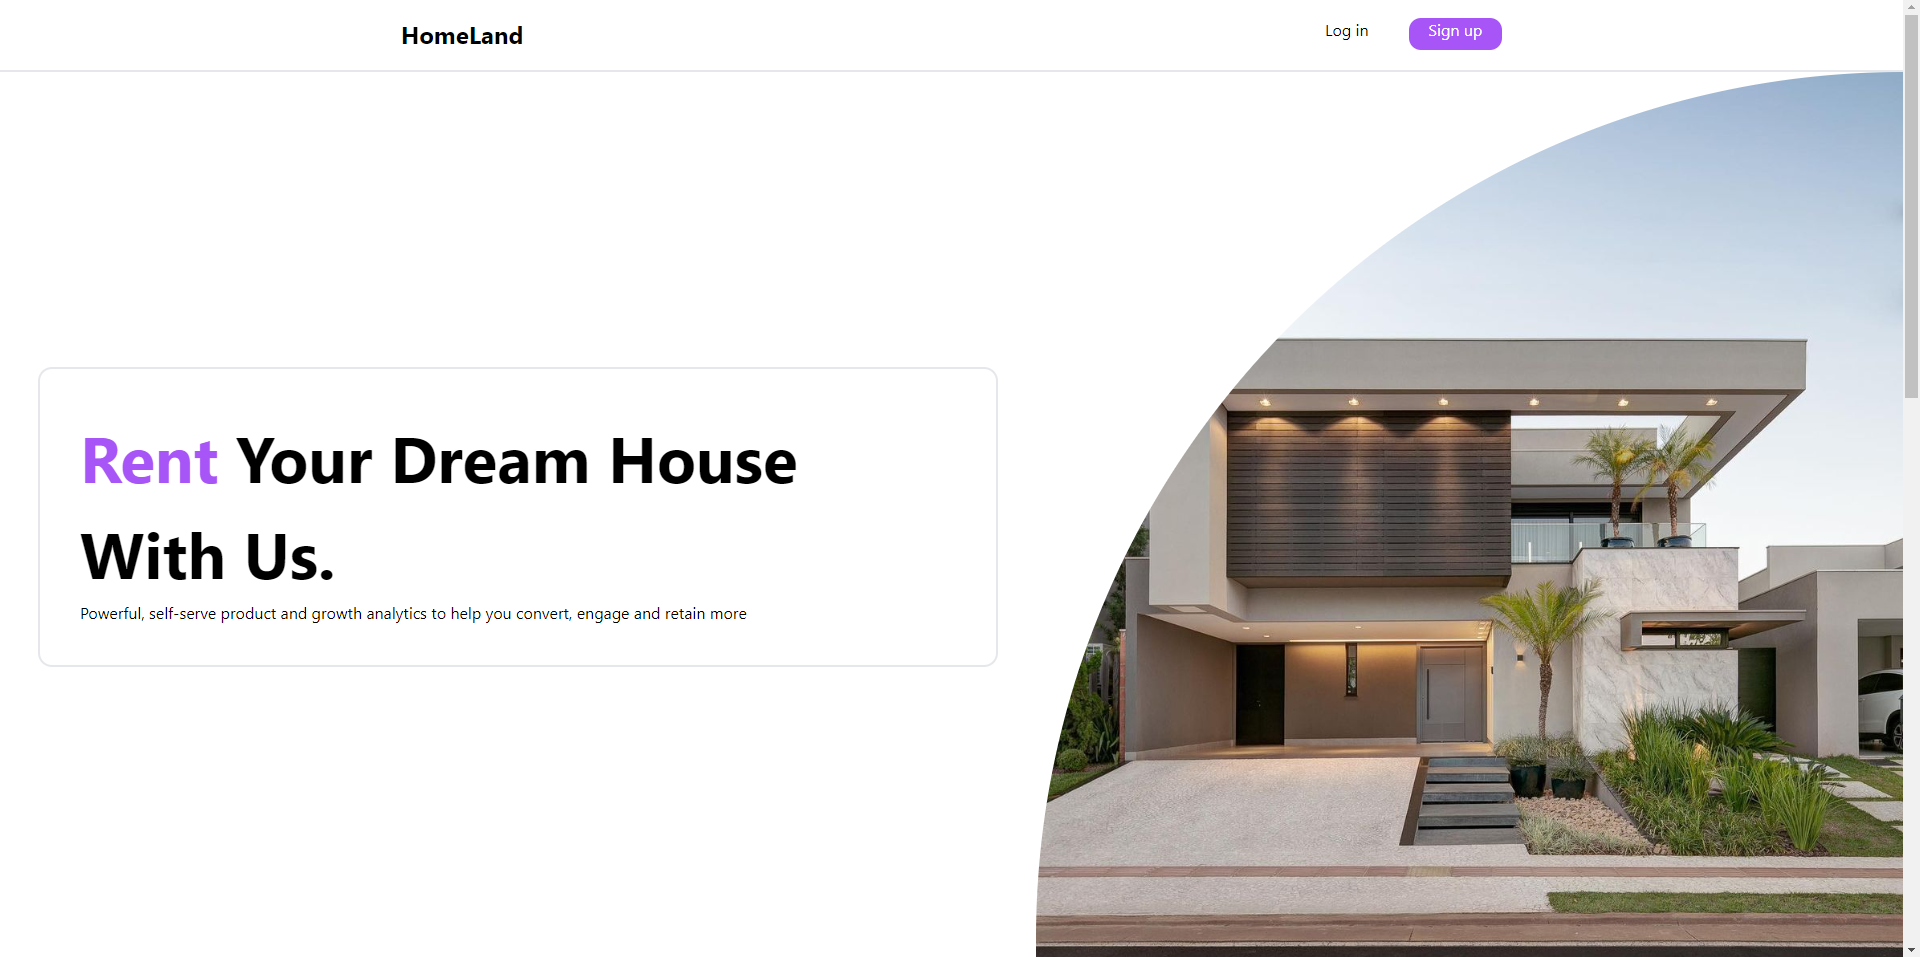 HomeLand
Log in
Sign up
Rent Your Dream House
With Us.
Powerful, self-serve product and growth analytics to help you convert, engage and retain more